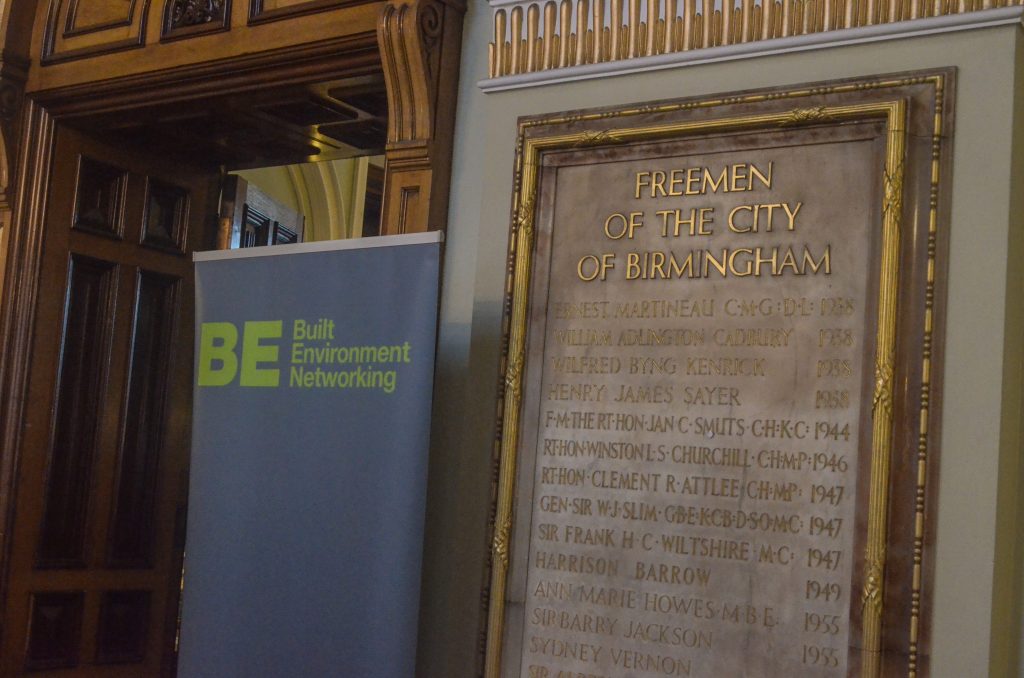 BE Built
Environment
Networking
FREEMEN
OF THE CITY
OF BIRMINGHAM
ERNEST MARTINEAU C·M·G: D·L: 1938
WILLIAM ADLINGTON CADBURY 1938
WILFRED BYNG KENRICK 1938
HENRY JAMES SAYER 1938
F·M·THE RT·HON·JAN C·SMUTS·C·H:K·C: 1944
RT·HON·WINSTON L·S·CHURCHILL·C·H·M·P: 1946
RT·HON·CLEMENT R·ATTLEE·C·H·M·P: 1947
GEN·SIR W·J·SLIM·G·B·E·K·C·B·D·S·O·M·C: 1947
SIR FRANK H·C·WILTSHIRE M·C: 1947
HARRISON BARROW 1949
ANN MARIE HOWES M·B·E: 1955
SIR BARRY JACKSON 1955
SYDNEY VERNON
SIR